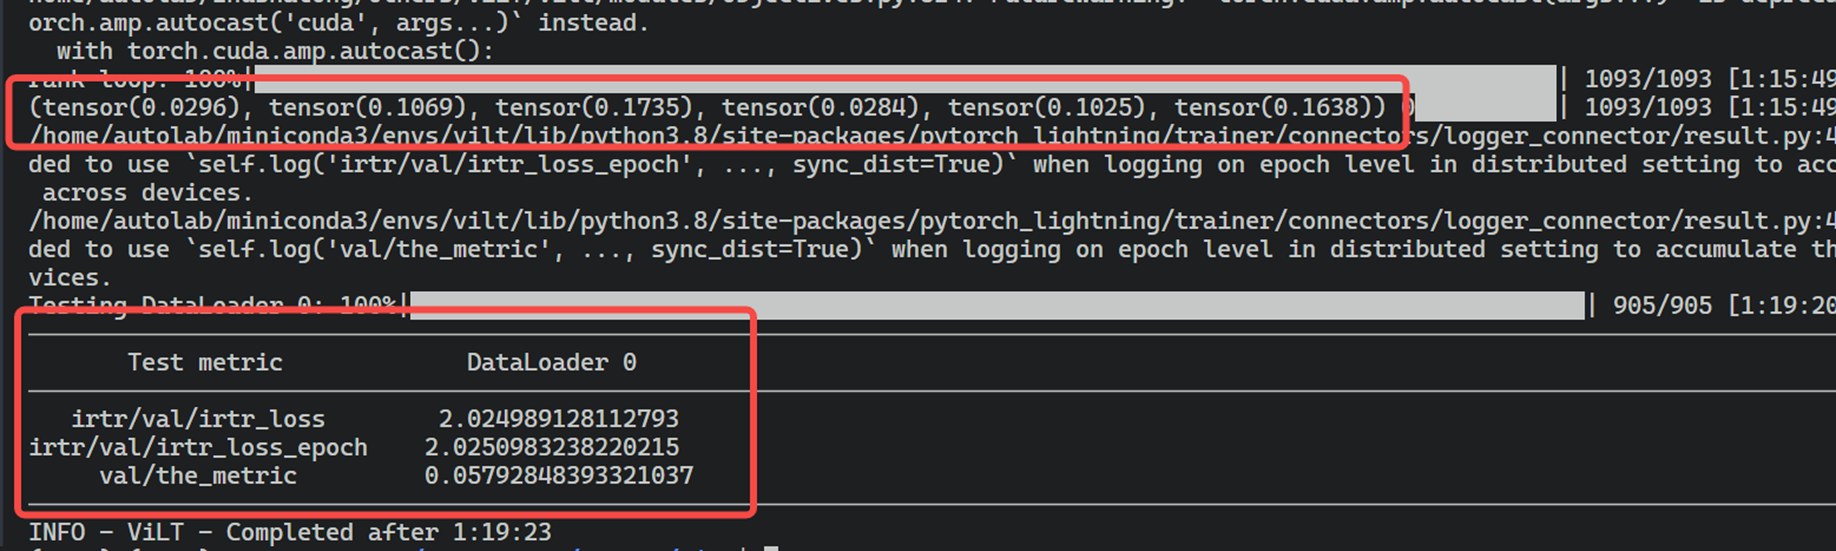 orch.amp.autocast('cuda', args...)` instead.
with torch.cuda.amp.autocast():
rank loop: 100%| | 1093/1093 [1:15:49
(tensor(0.0296), tensor(0.1069), tensor(0.1735), tensor(0.0284), tensor(0.1025), tensor(0.1638)) 0 | 1093/1093 [1:15:49
/home/autolab/miniconda3/envs/vilt/lib/python3.8/site-packages/pytorch_lightning/trainer/connectors/logger_connector/result.py:4
ded to use `self.log('irtr/val/irtr_loss_epoch', ..., sync_dist=True)` when logging on epoch level in distributed setting to acc
across devices.
/home/autolab/miniconda3/envs/vilt/lib/python3.8/site-packages/pytorch_lightning/trainer/connectors/logger_connector/result.py:4
ded to use `self.log('val/the_metric', ..., sync_dist=True)` when logging on epoch level in distributed setting to accumulate th
vices.
Testing DataLoader 0: 100%| | 905/905 [1:19:20
Test metric DataLoader 0
irtr/val/irtr_loss 2.024989128112793
irtr/val/irtr_loss_epoch 2.0250983238220215
val/the_metric 0.05792848393321037
INFO - ViLT - Completed after 1:19:23